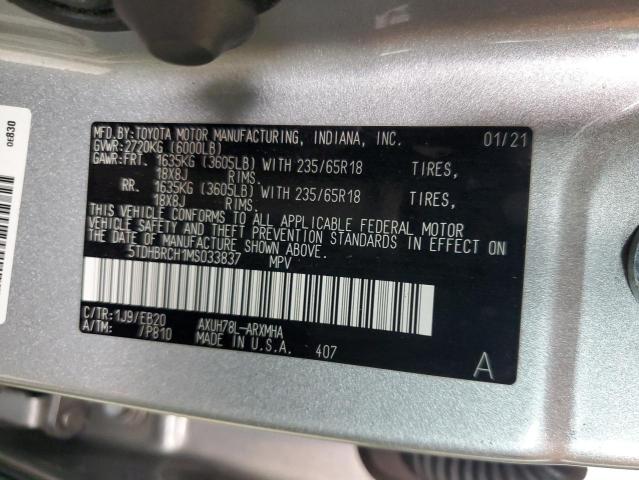 MFD.BY:TOYOTA MOTOR MANUFACTURING, INDIANA, INC. 01/21
GVWR:2720KG (6000LB)
GAWR:FRT. 1635KG (3605LB) WITH 235/65R18 TIRES,
18X8J RIMS.
RR. 1635KG (3605LB) WITH 235/65R18 TIRES,
18X8J RIMS.
THIS VEHICLE CONFORMS TO ALL APPLICABLE FEDERAL MOTOR
VEHICLE SAFETY AND THEFT PREVENTION STANDARDS IN EFFECT ON
THE DATE OF MANUFACTURE SHOWN ABOVE.
5TDHBRCH1MS033837 MPV
C/TR:1J9/EB20 AXUH78L-ARXMHA
A/TM: /P810 MADE IN U.S.A. 407
A
0E830